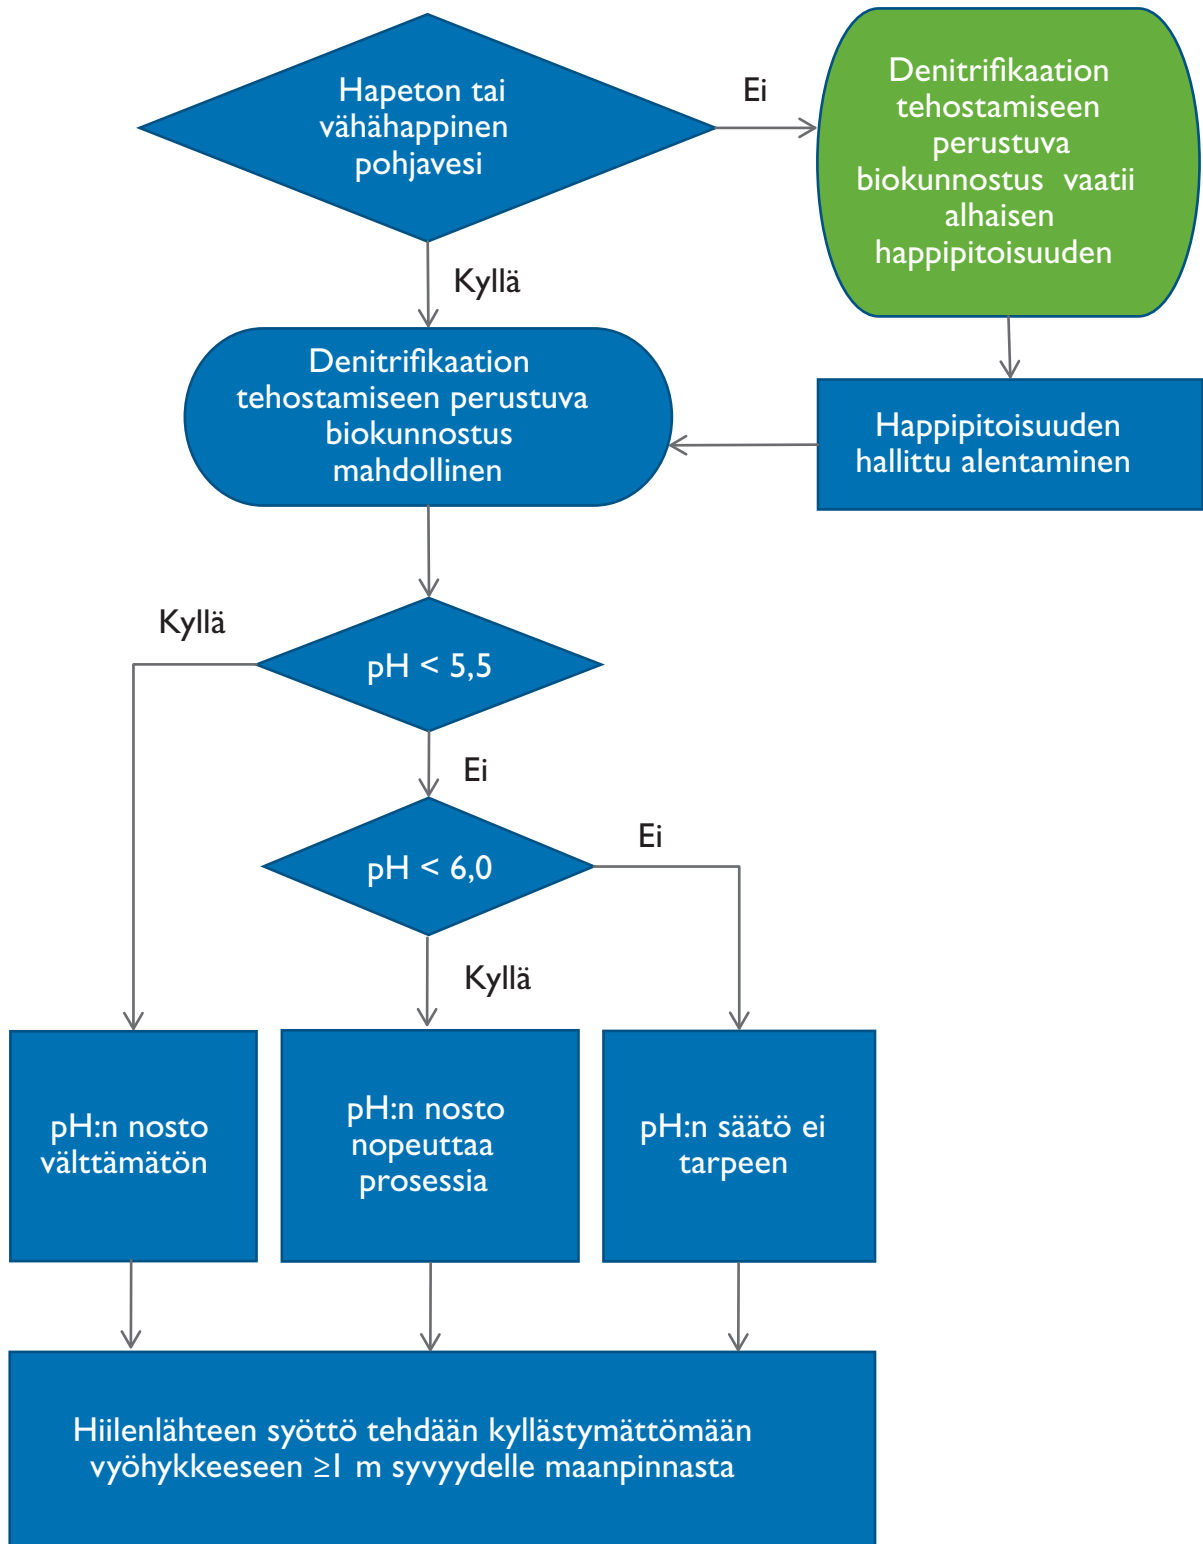 Hapeton tai
vähähappinen
pohjavesi
Ei
Denitrifikaation
tehostamiseen
perustuva
biokunnostus vaatii
alhaisen
happipitoisuuden
Kyllä
Denitrifikaation
tehostamiseen perustuva
biokunnostus
mahdollinen
Happipitoisuuden
hallittu alentaminen
Kyllä
pH < 5,5
Ei
pH < 6,0
Ei
Kyllä
pH:n nosto
välttämätön
pH:n nosto
nopeuttaa
prosessia
pH:n säätö ei
tarpeen
Hiilenlähteen syöttö tehdään kyllästymättömään
vyöhykkeeseen ≥1 m syvyydelle maanpinnasta